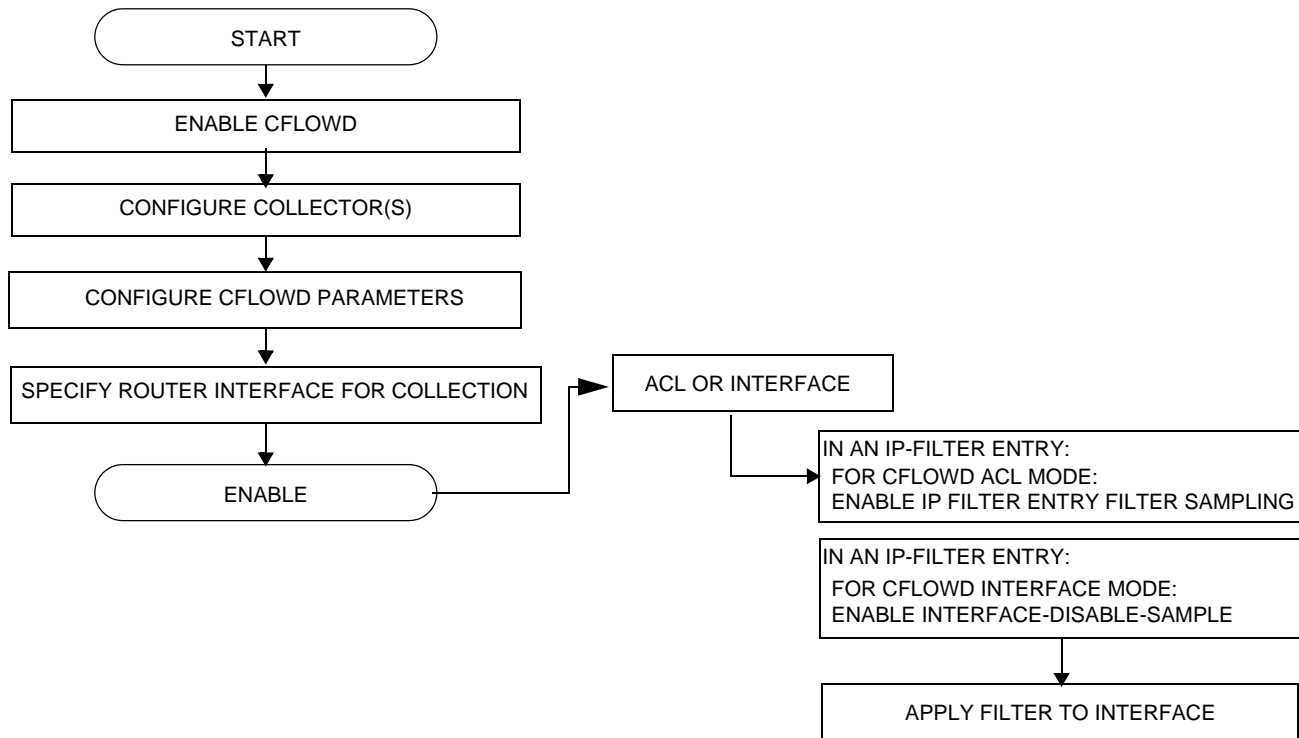 START
ENABLE CFLOWD
CONFIGURE COLLECTOR(S)
CONFIGURE CFLOWD PARAMETERS
SPECIFY ROUTER INTERFACE FOR COLLECTION
ENABLE
ACL OR INTERFACE
IN AN IP-FILTER ENTRY:
FOR CFLOWD ACL MODE:
ENABLE IP FILTER ENTRY FILTER SAMPLING
IN AN IP-FILTER ENTRY:
FOR CFLOWD INTERFACE MODE:
ENABLE INTERFACE-DISABLE-SAMPLE
APPLY FILTER TO INTERFACE